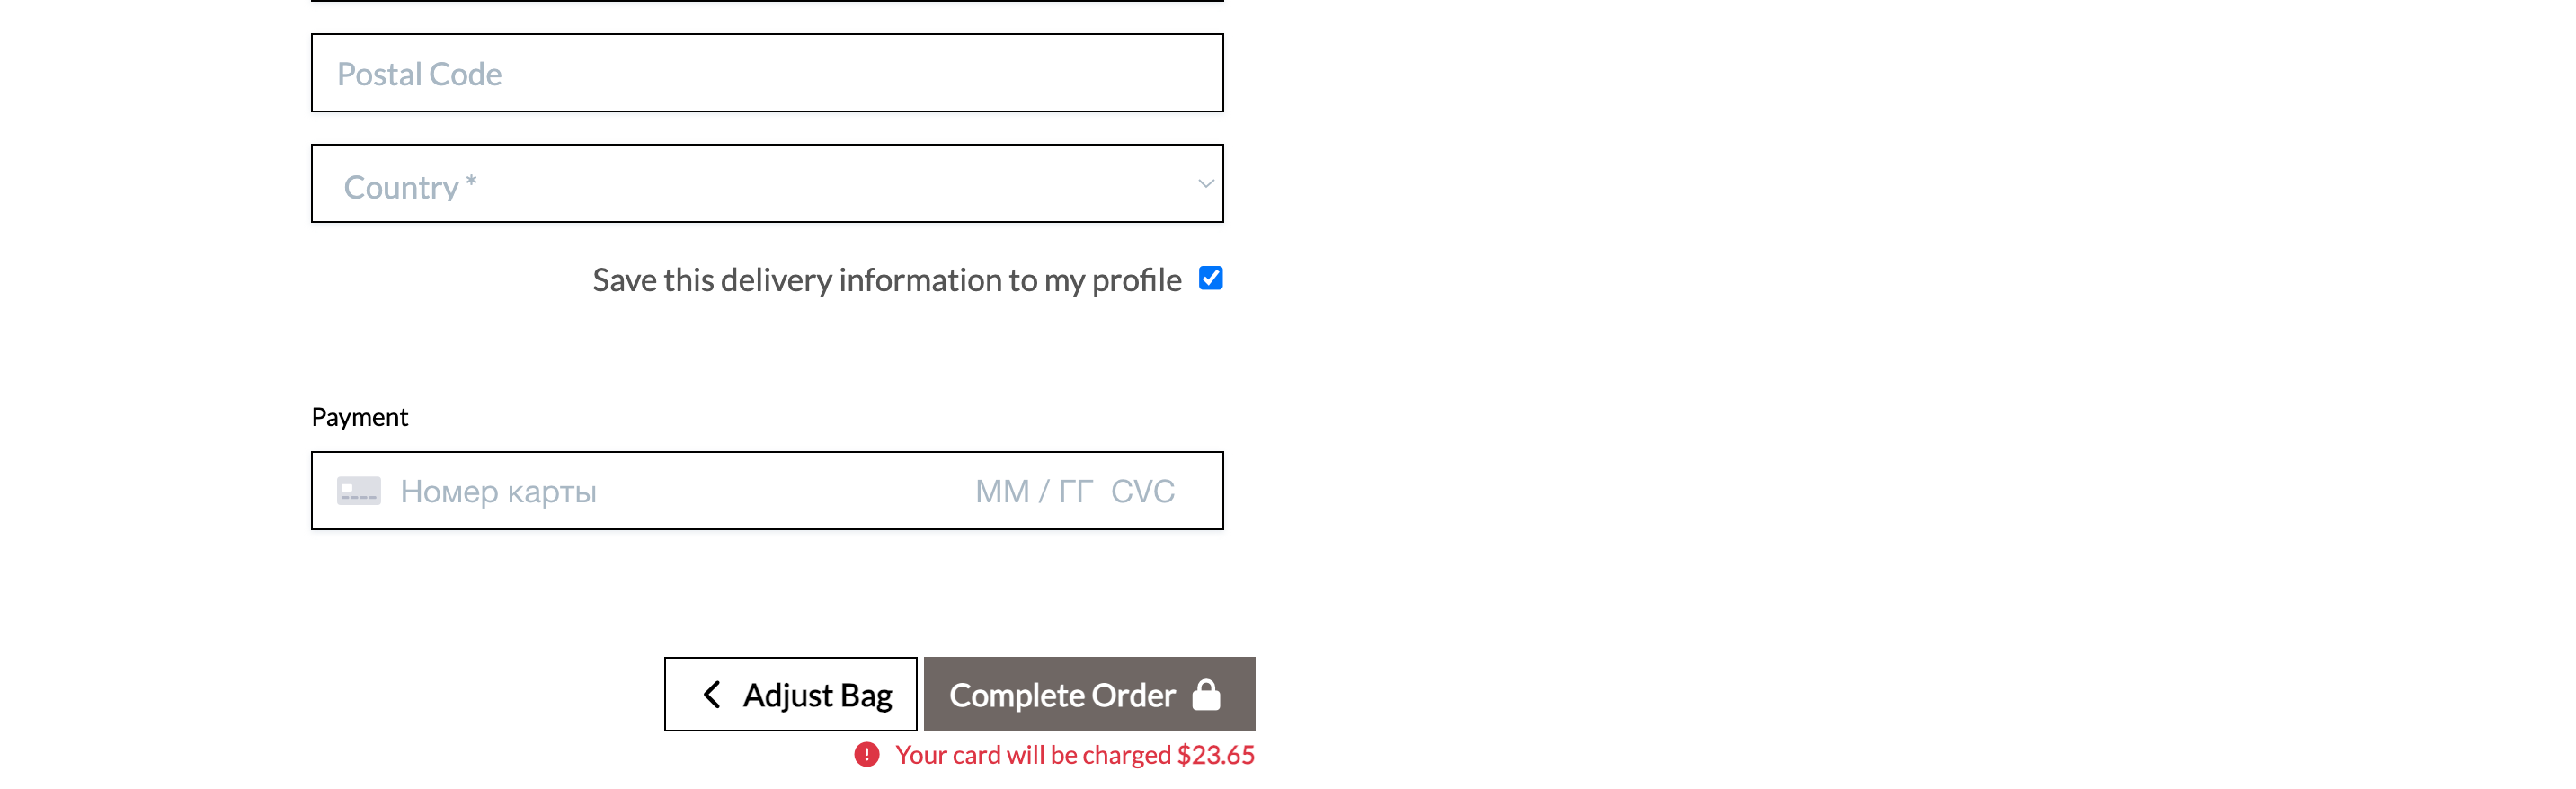 Postal Code
Country *
Save this delivery information to my profile
Payment
Номер карты ММ / ГГ CVC
Adjust Bag Complete Order
Your card will be charged $23.65